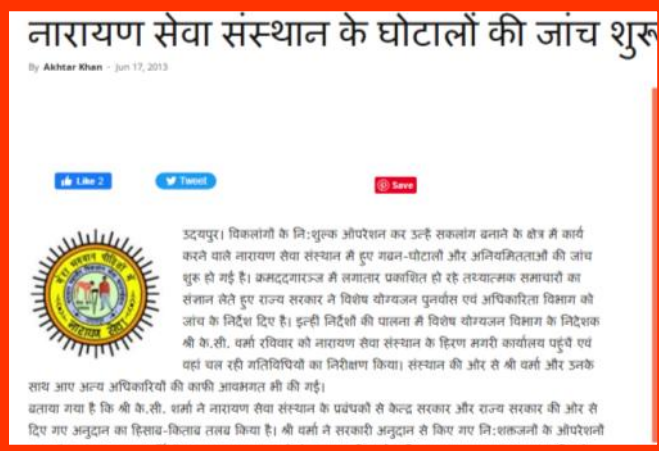 नारायण सेवा संस्थान के घोटालों की जांच शुरू
By Akhtar Khan - Jun 17, 2013
Like 2
Tweet
Save
उदयपुर। विकलांगों के नि:शुल्क ऑपरेशन कर उन्हें सकलांग बनाने के क्षेत्र में कार्य
करने वाले नारायण सेवा संस्थान में हुए गबन-घोटालों और अनियमितताओं की जांच
शुरू हो गई है। क्रमददगारञ्ज में लगातार प्रकाशित हो रहे तथ्यात्मक समाचारों का
संज्ञान लेते हुए राज्य सरकार ने विशेष योग्यजन पुनर्वास एवं अधिकारिता विभाग को
जांच के निर्देश दिए है। इन्हीं निर्देशों की पालना में विशेष योग्यजन विभाग के निदेशक
श्री के.सी. वर्मा रविवार को नारायण सेवा संस्थान के हिरण मगरी कार्यालय पहुंचे एवं
वहां चल रही गतिविधियों का निरीक्षण किया। संस्थान की ओर से श्री वर्मा और उनके
साथ आए अन्य अधिकारियों की काफी आवभगत भी की गई।
बताया गया है कि श्री के.सी. शर्मा ने नारायण सेवा संस्थान के प्रबंधकों से केन्द्र सरकार और राज्य सरकार की ओर से
दिए गए अनुदान का हिसाब-किताब तलब किया है। श्री वर्मा ने सरकारी अनुदान से किए गए नि:शक्तजनों के ऑपरेशनों
नारायण सेवा